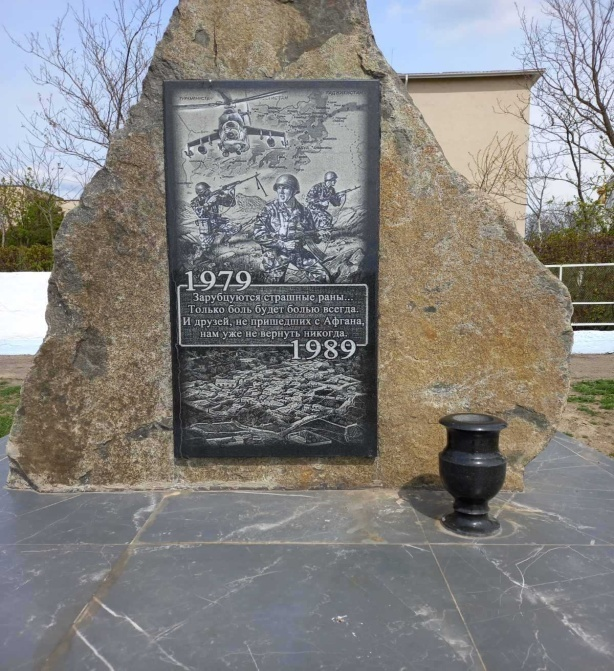 1979
Зарубцуются страшные раны...
Только боль будет болью всегда.
И друзей, не пришедших с Афгана,
нам уже не вернуть никогда.
1989